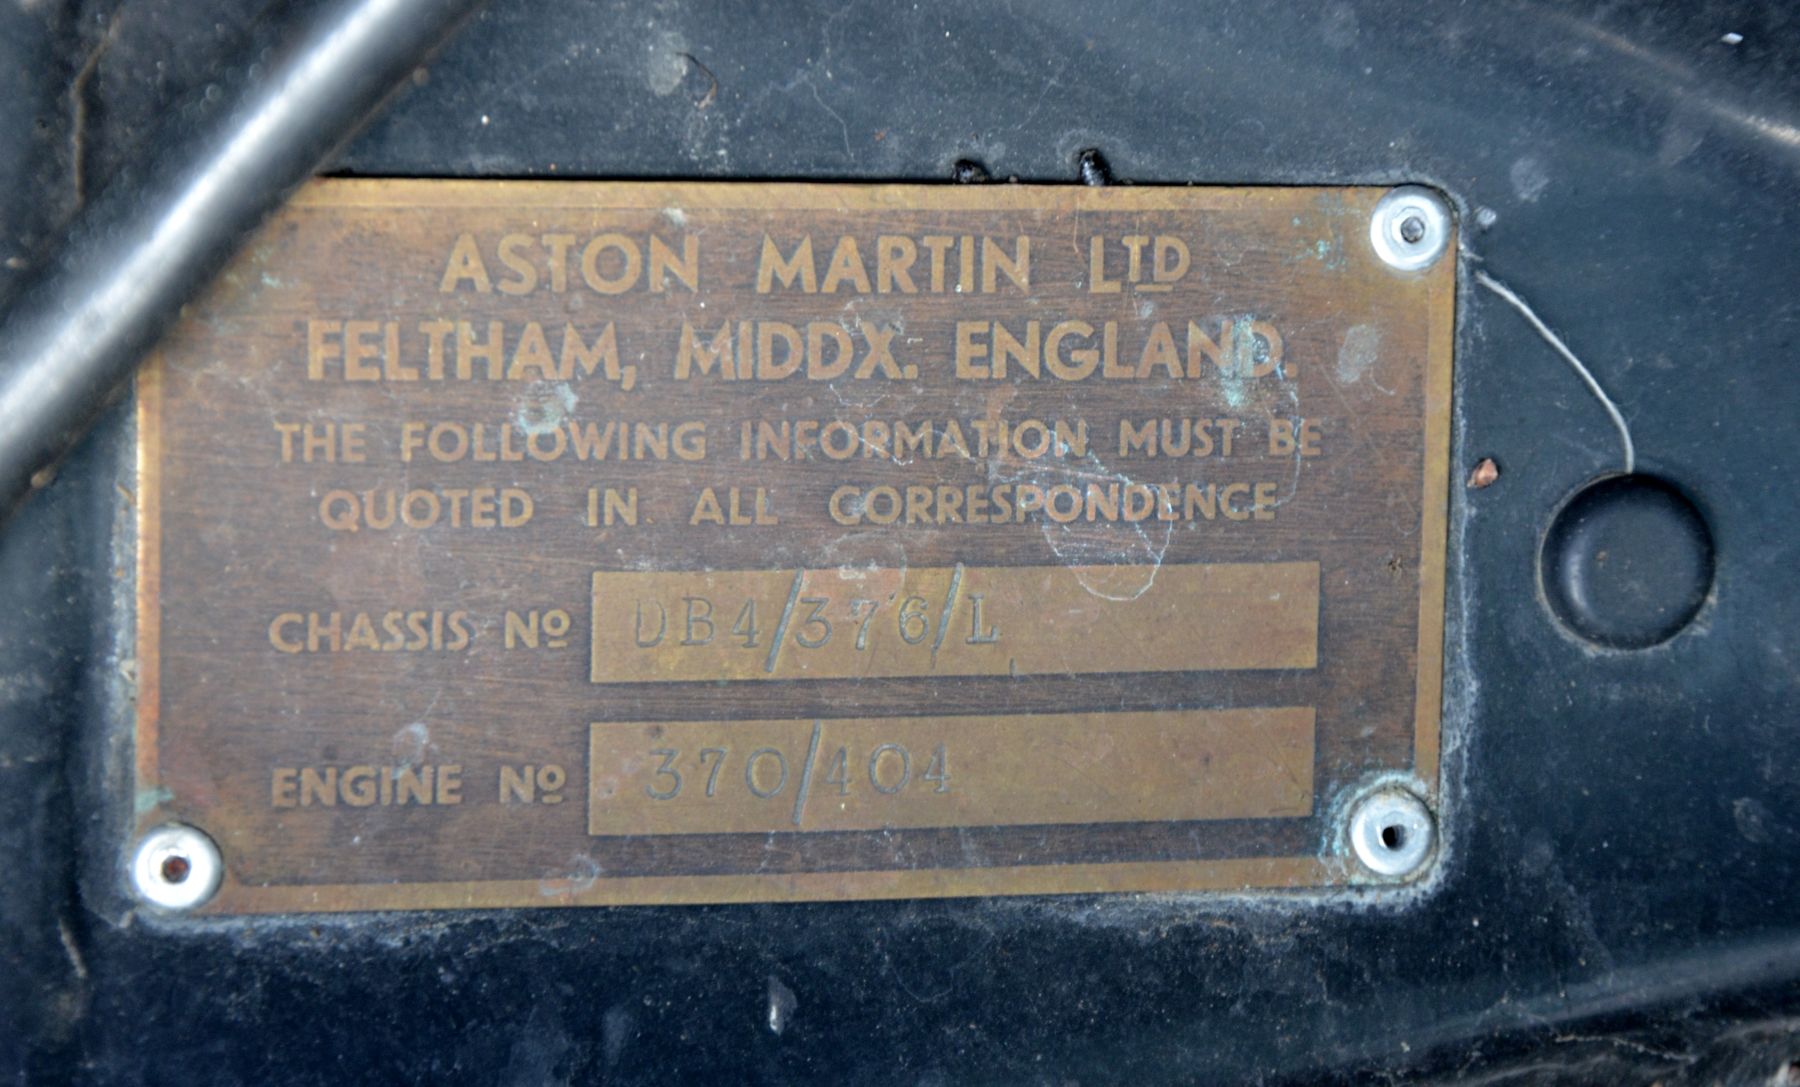 ASTON MARTIN LTD
FELTHAM, MIDDX. ENGLAND.
THE FOLLOWING INFORMATION MUST BE
QUOTED IN ALL CORRESPONDENCE
CHASSIS Nº DB4/376/L
ENGINE Nº 370/404